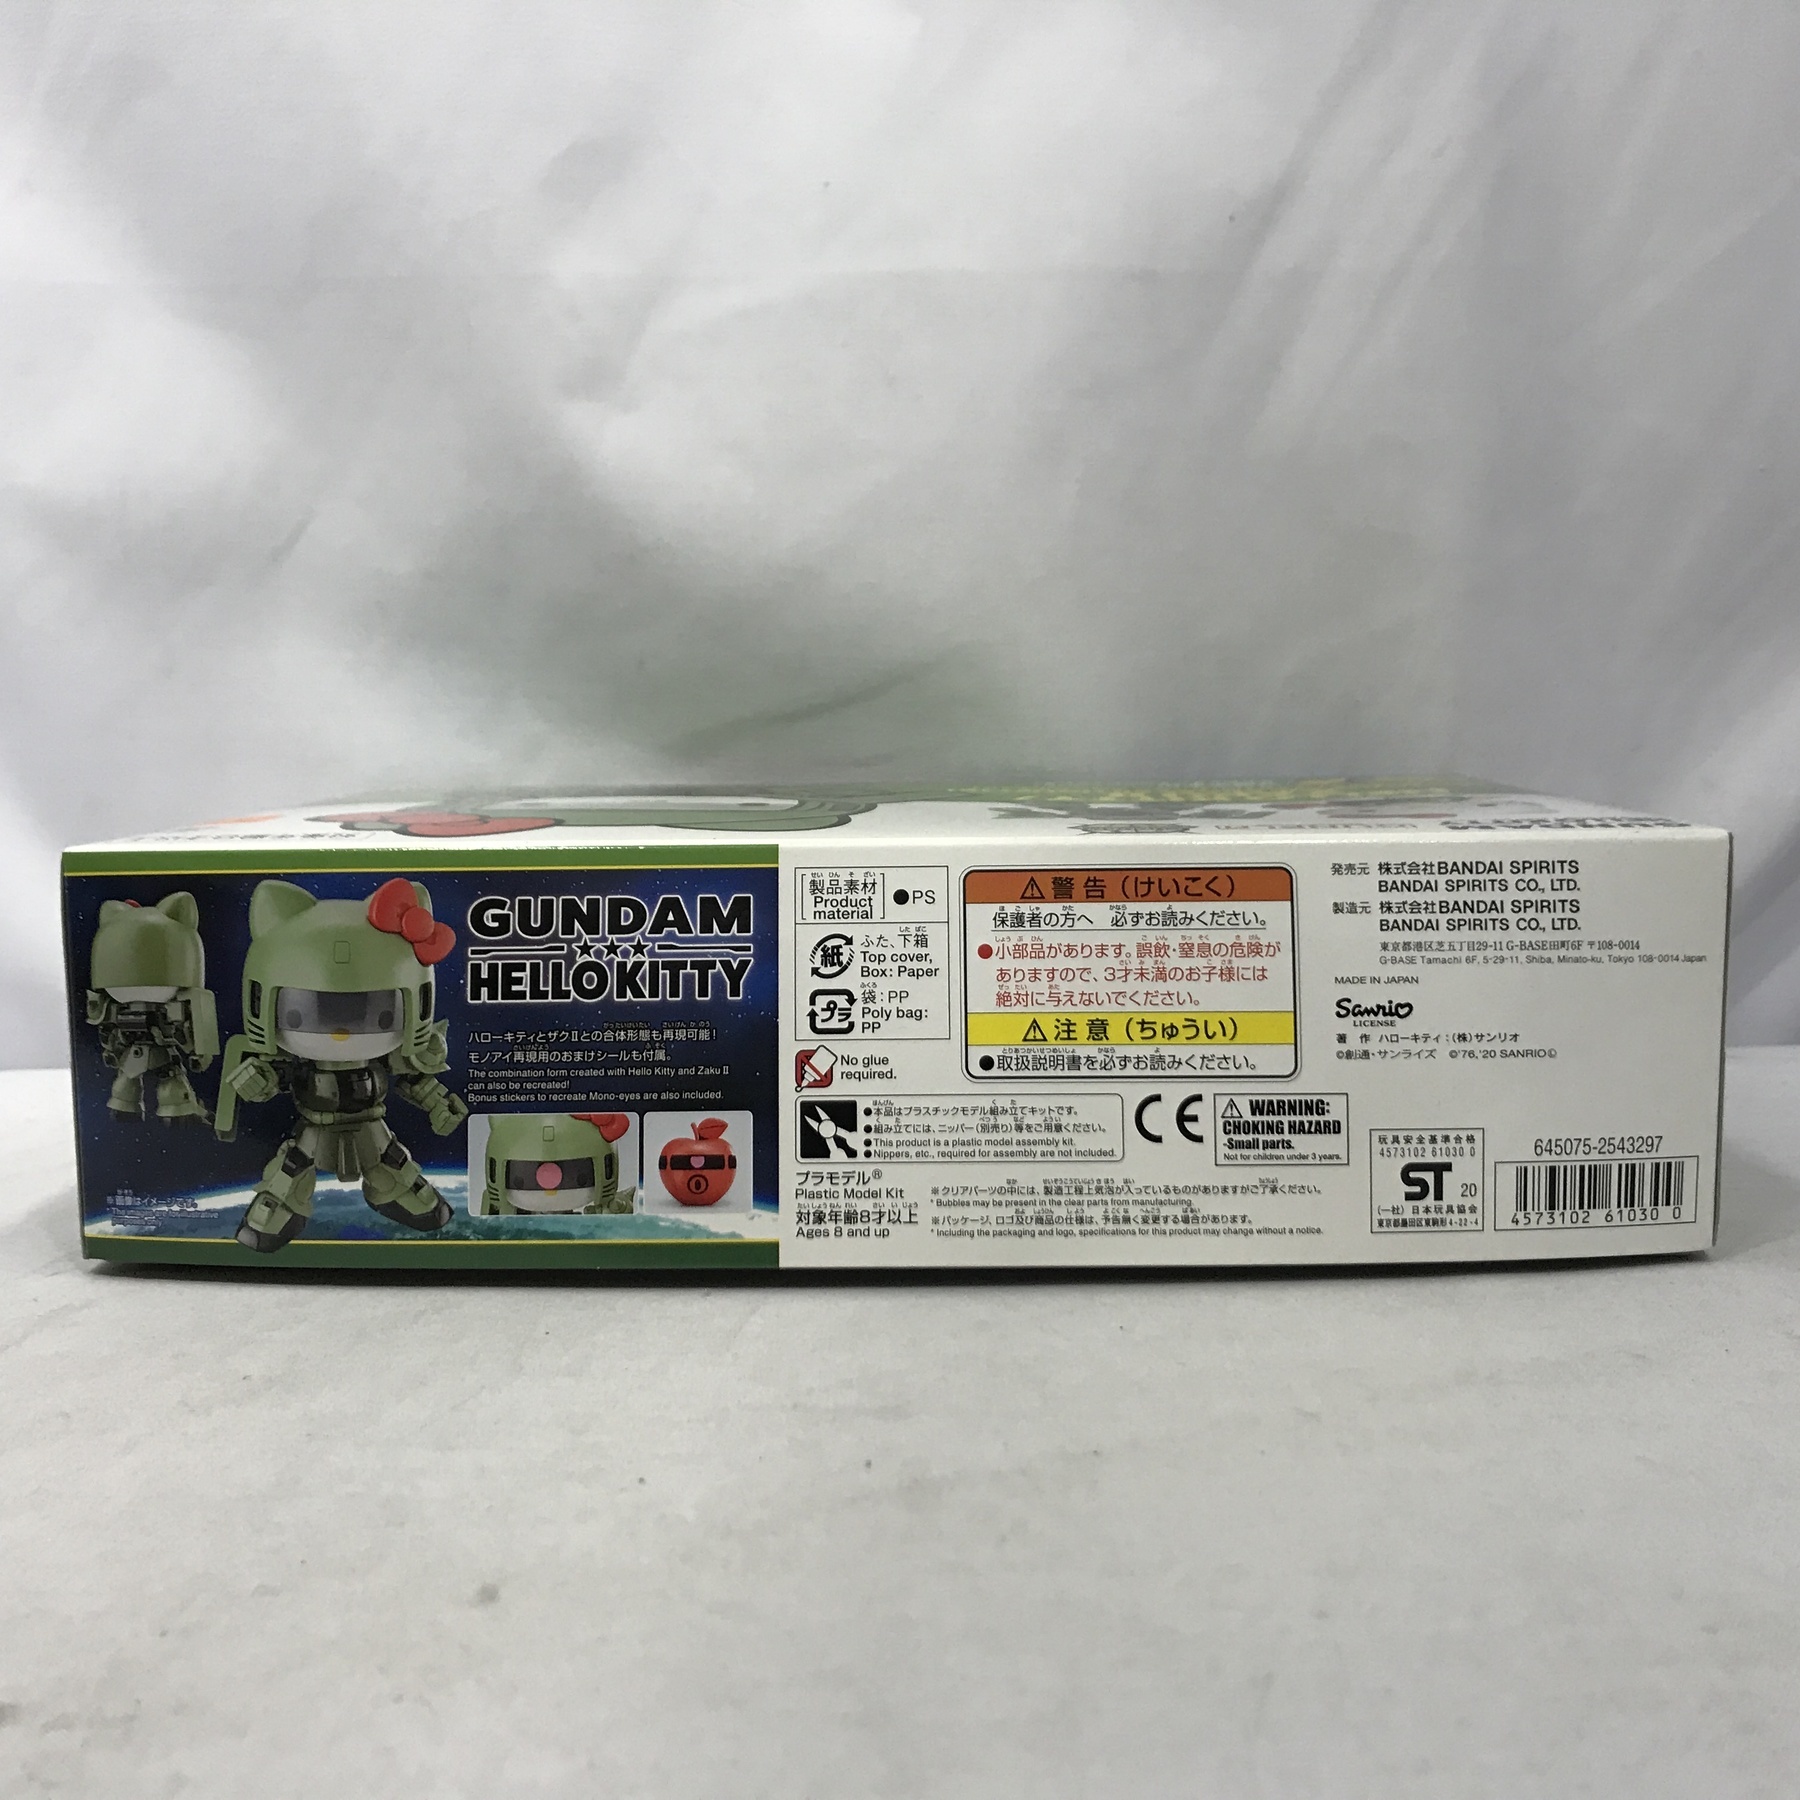 GUNDAM
HELLO KITTY
ハローキティとザクⅡとの合体形態も再現可能！
モノアイ再現用のおまけシールも付属。
The combination form created with Hello Kitty and Zaku Ⅱ
can also be recreated!
Bonus stickers to recreate Mono-eyes are also included.
※画像はイメージです。
製品素材
Product
material
●PS
紙
ふた、下箱
Top cover,
Box: Paper
プラ
袋：PP
Poly bag:
PP
No glue
required.
⚠警告（けいこく）
保護者の方へ 必ずお読みください。
●小部品があります。誤飲・窒息の危険が
ありますので、3才未満のお子様には
絶対に与えないでください。
⚠注意（ちゅうい）
●取扱説明書を必ずお読みください。
●本品はプラスチックモデル組み立てキットです。
●組み立てには、ニッパー（別売り）等をご用意ください。
●This product is a plastic model assembly kit.
●Nippers, etc., required for assembly are not included.
CE
⚠WARNING:
CHOKING HAZARD
-Small parts.
Not for children under 3 years.
プラモデル®
Plastic Model Kit
対象年齢8才以上
Ages 8 and up
※クリアパーツの中には、製造工程上気泡が入っているものがありますがご了承ください。
* Bubbles may be present in the clear parts from manufacturing.
※パッケージ、ロゴ及び商品の仕様は、予告無く変更する場合があります。
* Including the packaging and logo, specifications for this product may change without a notice.
発売元 株式会社BANDAI SPIRITS
BANDAI SPIRITS CO., LTD.
製造元 株式会社BANDAI SPIRITS
BANDAI SPIRITS CO., LTD.
東京都港区芝五丁目29-11 G-BASE田町6F 〒108-0014
G-BASE Tamachi 6F, 5-29-11, Shiba, Minato-ku, Tokyo 108-0014 Japan
MADE IN JAPAN
Sanrio
LICENSE
著 作 ハローキティ：(株)サンリオ
©創通・サンライズ ©'76,'20 SANRIO Ⓛ
玩具安全基準合格
4573102 61030 0
ST 20
(一社) 日本玩具協会
東京都墨田区東駒形4-22-4
645075-2543297
4573102 61030 0